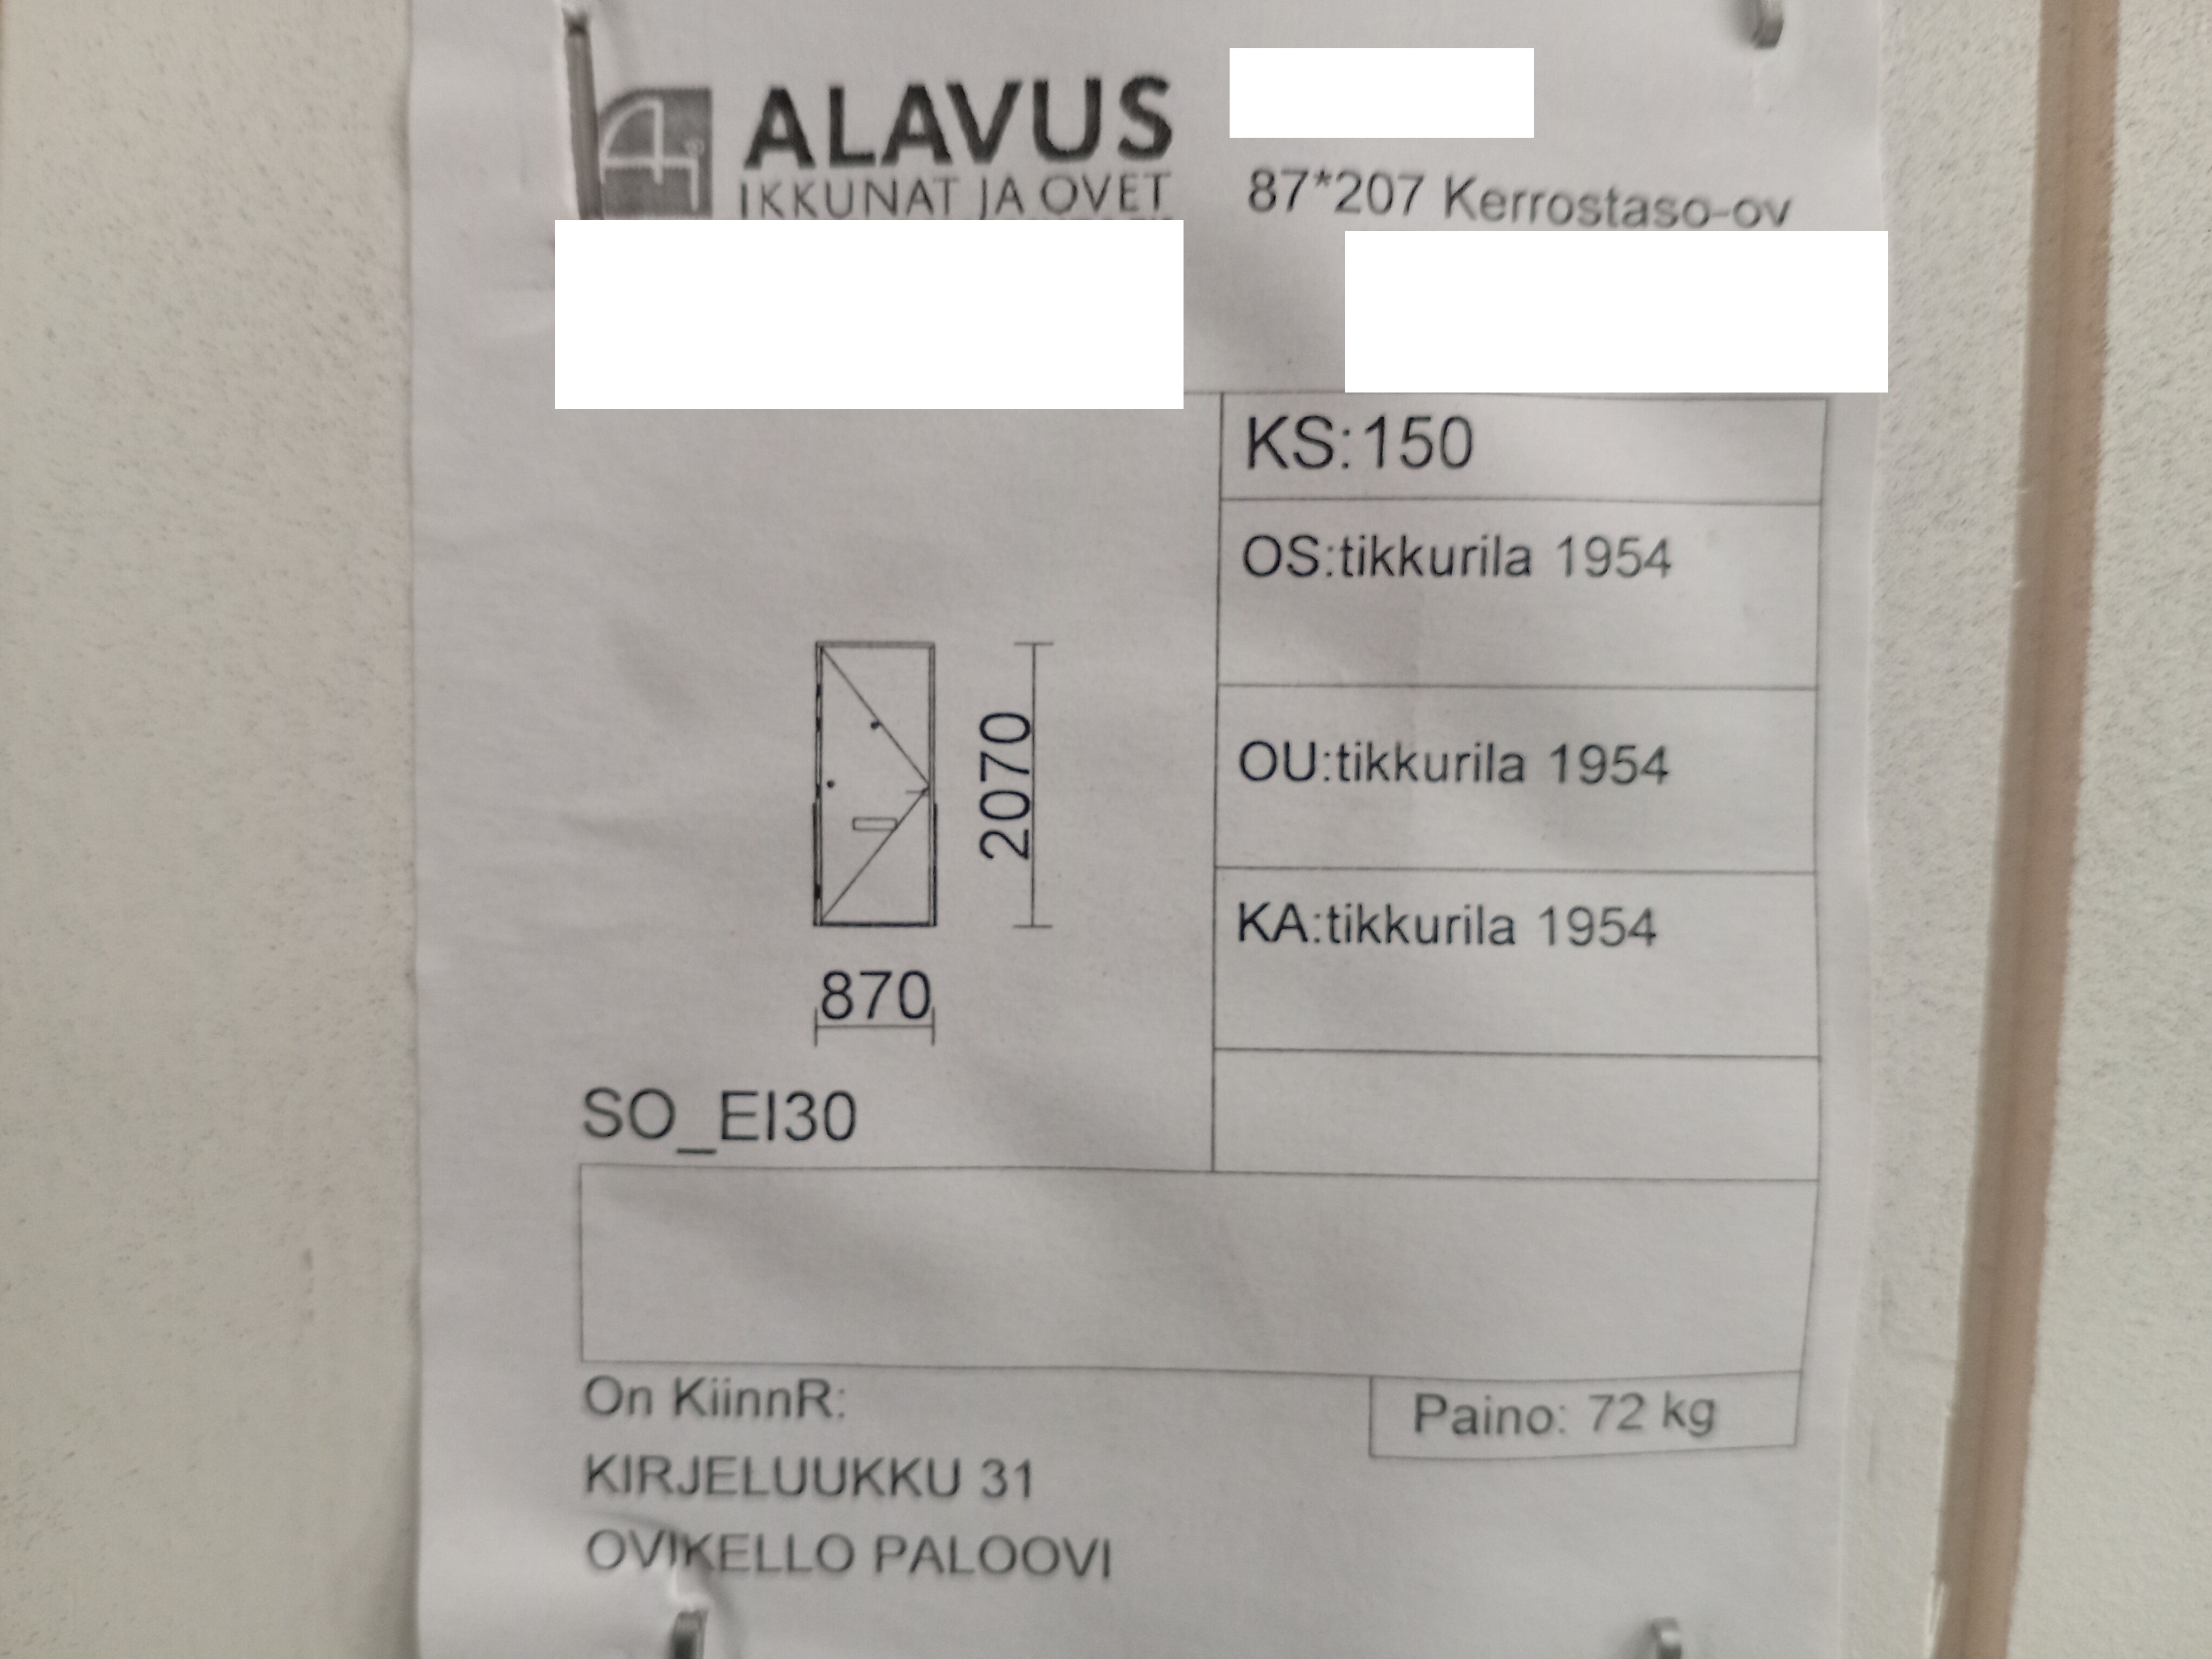 ALAVUS
IKKUNAT JA OVET
87*207 Kerrostaso-ov
KS:150
OS:tikkurila 1954
OU:tikkurila 1954
KA:tikkurila 1954
2070
870
SO_EI30
On KiinnR:
Paino: 72 kg
KIRJELUUKKU 31
OVIKELLO PALOOVI